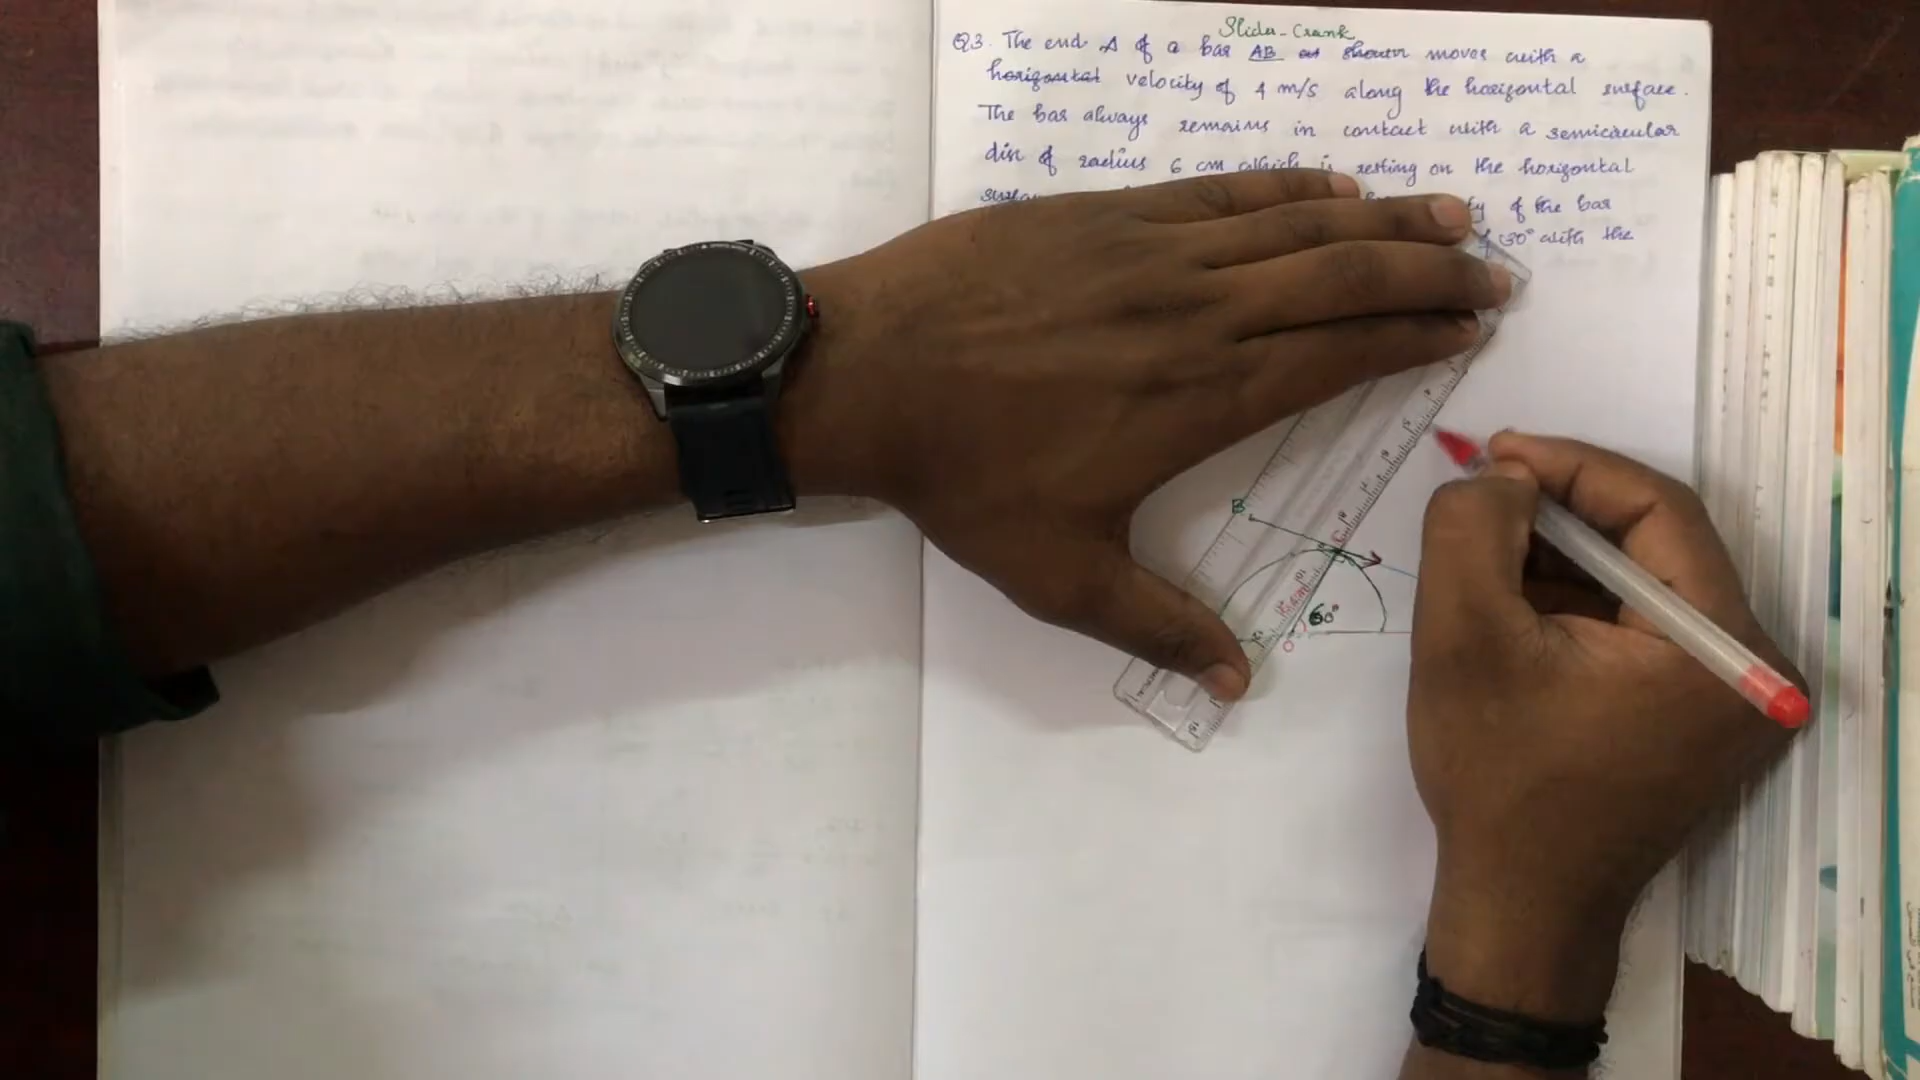 Slider-Crank
Q3. The end A of a bar AB as shown moves with a
horizontal velocity of 4 m/s along the horizontal surface.
The bar always remains in contact with a semicircular
disc of radius 6 cm which is resting on the horizontal
of the bar
30° with the
B
C
60°
O